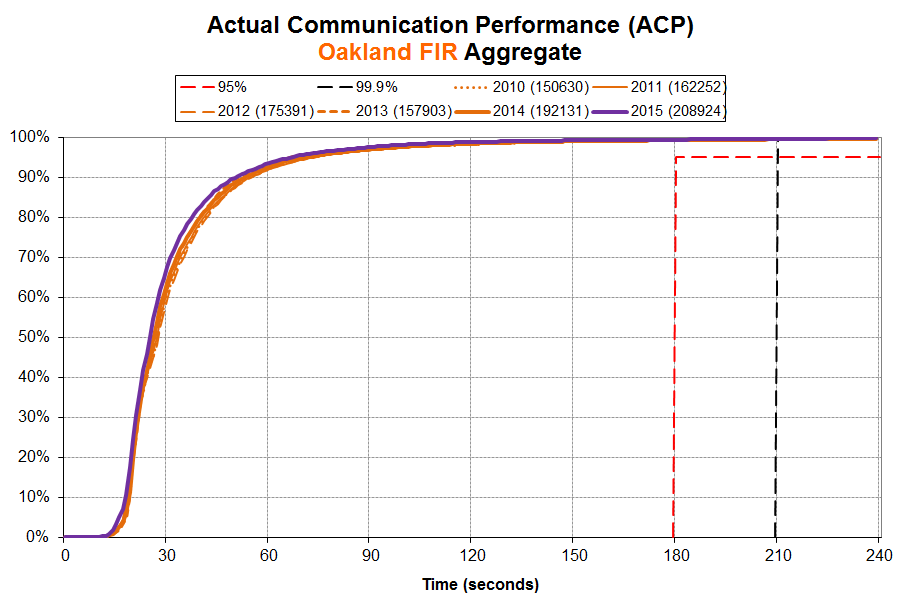 Actual Communication Performance (ACP)
Oakland FIR Aggregate
95% 99.9% 2010 (150630) 2011 (162252)
2012 (175391) 2013 (157903) 2014 (192131) 2015 (208924)
100%
90%
80%
70%
60%
50%
40%
30%
20%
10%
0%
0 30 60 90 120 150 180 210 240
Time (seconds)